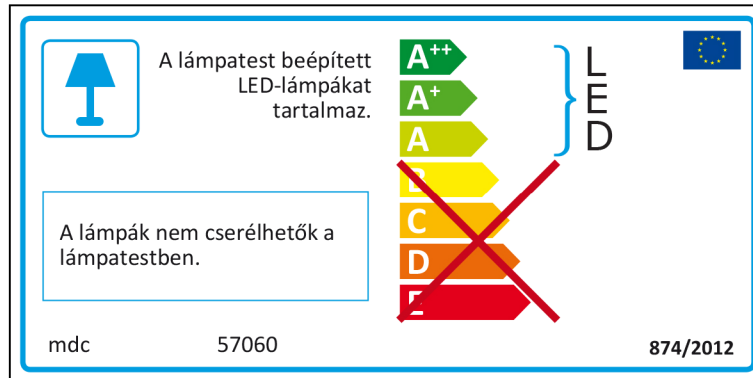 A lámpatest beépített
LED-lámpákat
tartalmaz.
A++
A+
A
B
C
D
E
L
E
D
A lámpák nem cserélhetők a
lámpatestben.
mdc 57060
874/2012